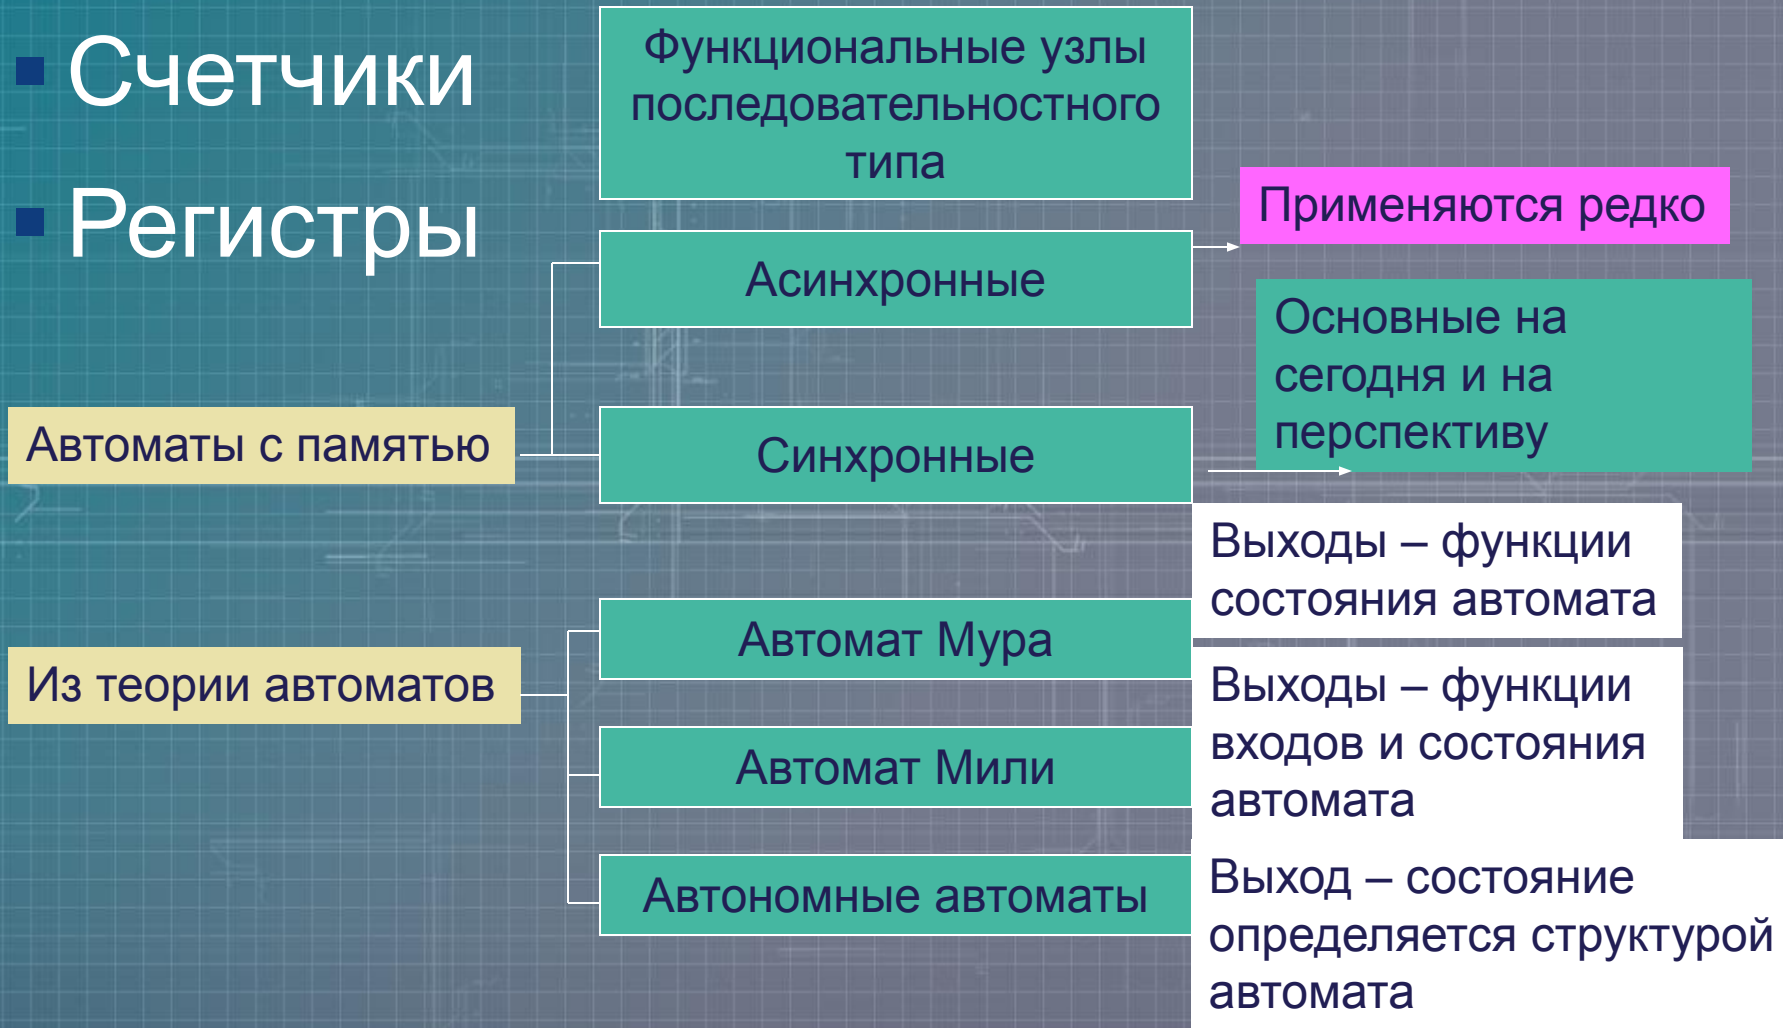 Счетчики
Регистры
Функциональные узлы
последовательностного
типа
Применяются редко
Асинхронные
Основные на
сегодня и на
перспективу
Автоматы с памятью
Синхронные
Выходы – функции
состояния автомата
Автомат Мура
Из теории автоматов
Выходы – функции
входов и состояния
автомата
Автомат Мили
Автономные автоматы
Выход – состояние
определяется структурой
автомата